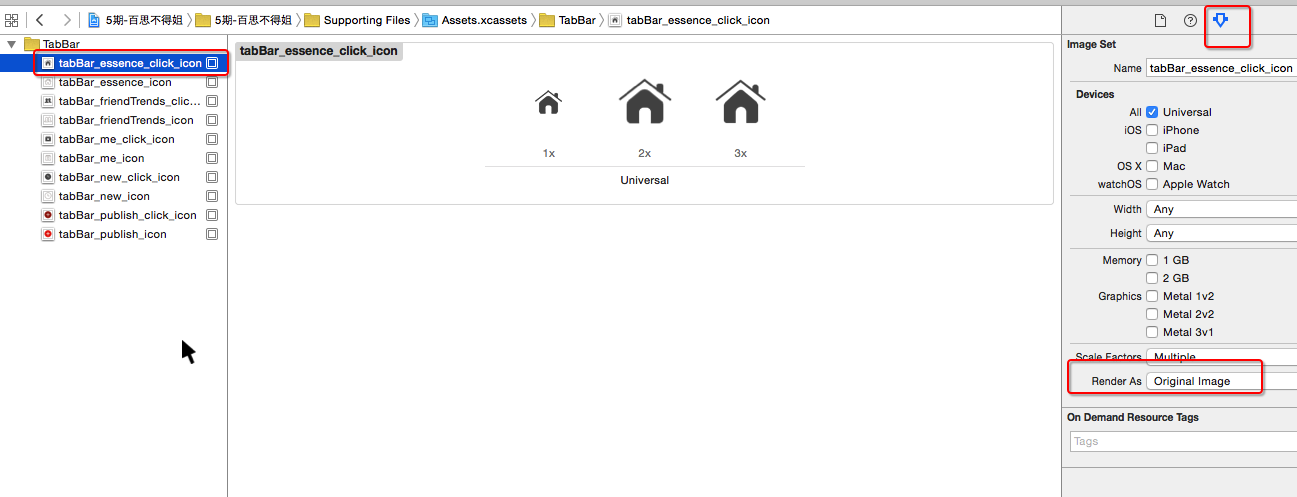 5期-百思不得姐 5期-百思不得姐 Supporting Files Assets.xcassets TabBar tabBar_essence_click_icon
TabBar
tabBar_essence_click_icon
tabBar_essence_icon
tabBar_friendTrends_clic...
tabBar_friendTrends_icon
tabBar_me_click_icon
tabBar_me_icon
tabBar_new_click_icon
tabBar_new_icon
tabBar_publish_click_icon
tabBar_publish_icon
tabBar_essence_click_icon
1x 2x 3x
Universal
Image Set
Name tabBar_essence_click_icon
Devices
All Universal
iOS iPhone
iPad
OS X Mac
watchOS Apple Watch
Width Any
Height Any
Memory 1 GB
2 GB
Graphics Metal 1v2
Metal 2v2
Metal 3v1
Scale Factors Multiple
Render As Original Image
On Demand Resource Tags
Tags